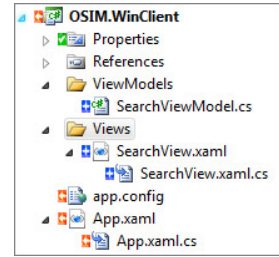 OSIM.WinClient
Properties
References
ViewModels
SearchViewModel.cs
Views
SearchView.xaml
SearchView.xaml.cs
app.config
App.xaml
App.xaml.cs